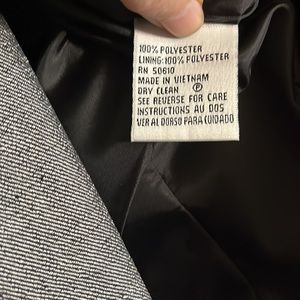 100% POLYESTER
LINING: 100% POLYESTER
RN 50610
MADE IN VIETNAM
DRY CLEAN Ⓟ
SEE REVERSE FOR CARE
INSTRUCTIONS AU DOS
VER AL DORSO PARA CUIDADO